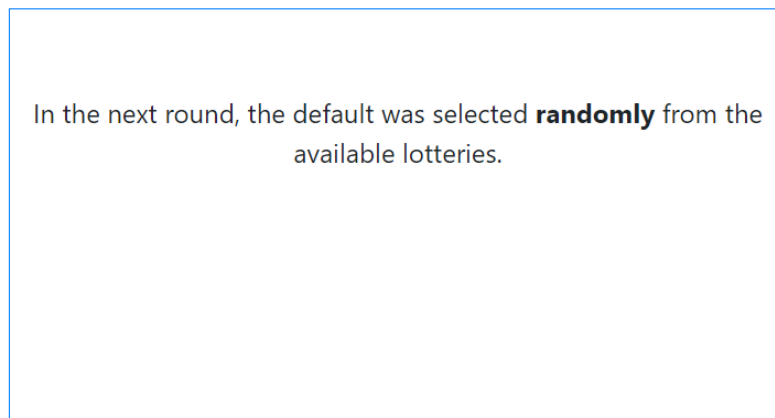 In the next round, the default was selected randomly from the
available lotteries.